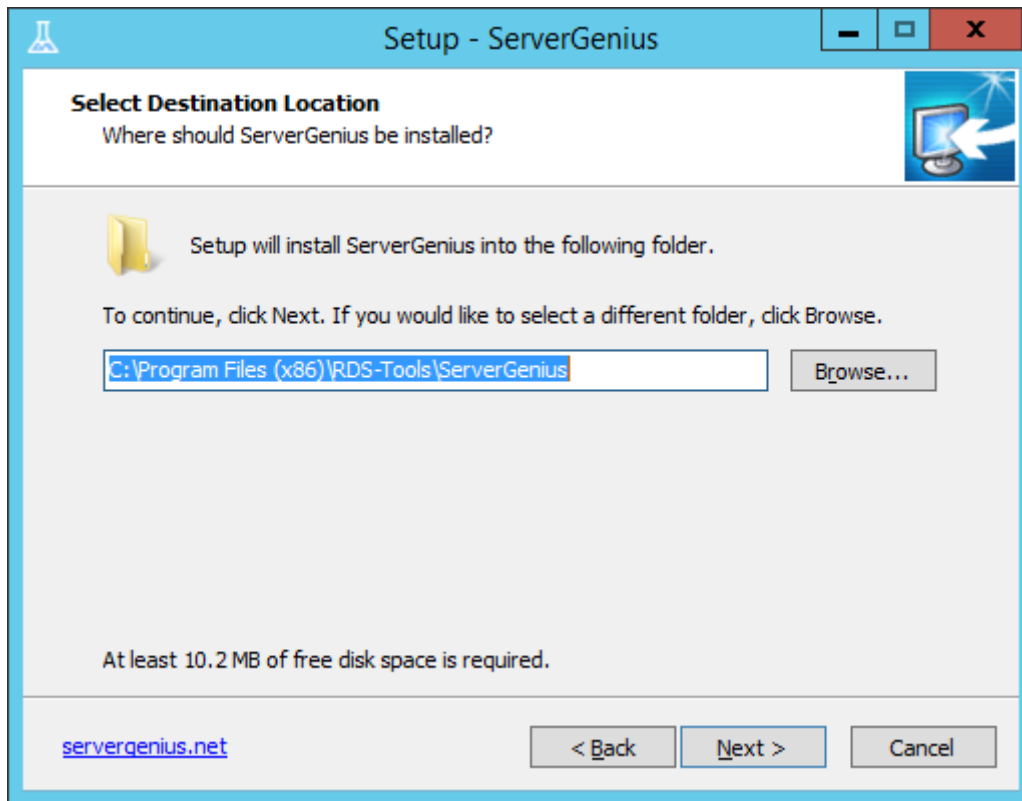 Setup - ServerGenius
Select Destination Location
Where should ServerGenius be installed?
Setup will install ServerGenius into the following folder.
To continue, click Next. If you would like to select a different folder, click Browse.
C:\Program Files (x86)\RDS-Tools\ServerGenius
Browse...
At least 10.2 MB of free disk space is required.
servergenius.net
< Back
Next >
Cancel